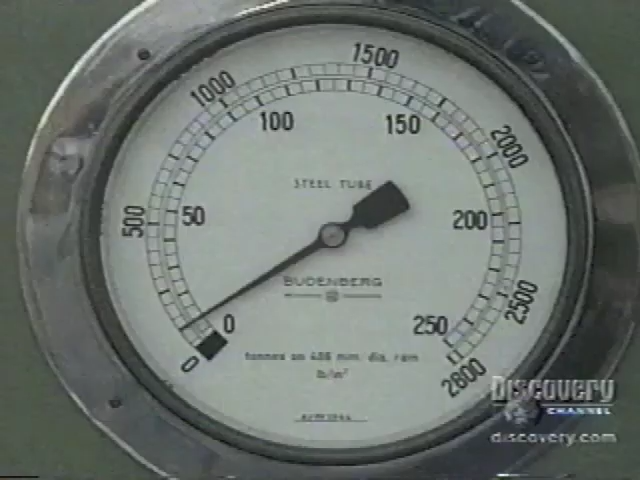 1500
1000
100
150
2000
STEEL TUBE
500
50
200
BUDENBERG
2500
0
250
tonnes on 406 mm. dia. ram
lb/in²
0
2800
Discovery
CHANNEL
discovery.com